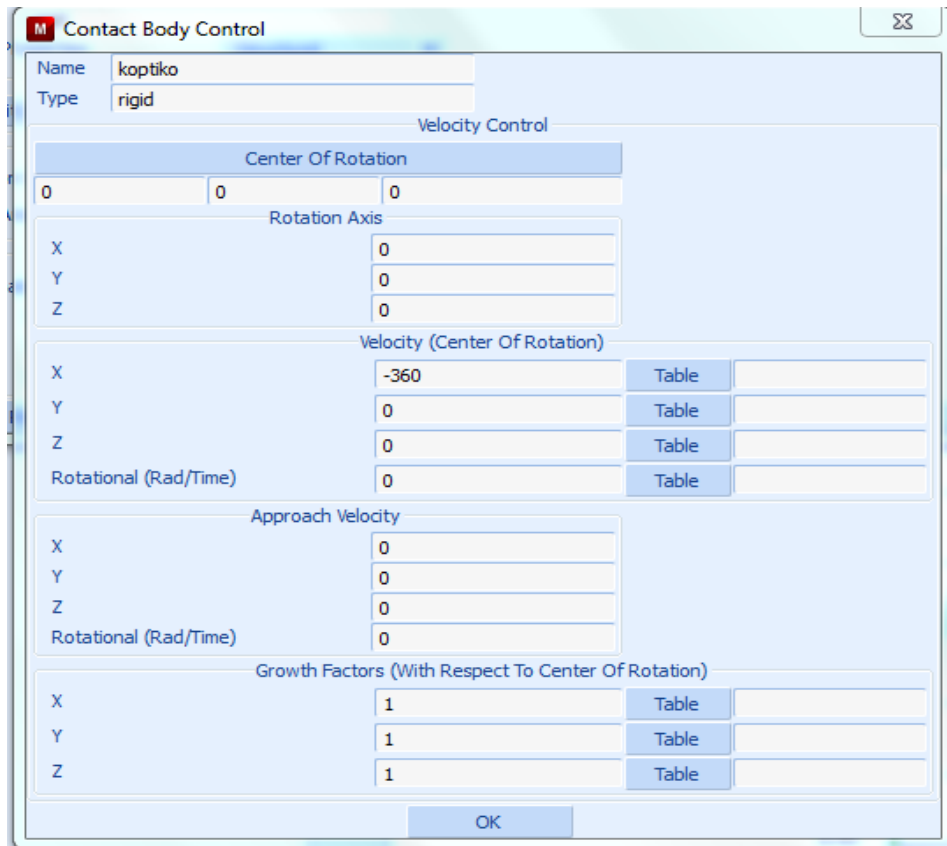 M Contact Body Control
Name koptiko
Type rigid
Velocity Control
Center Of Rotation
0 0 0
Rotation Axis
X 0
Y 0
Z 0
Velocity (Center Of Rotation)
X -360 Table
Y 0 Table
Z 0 Table
Rotational (Rad/Time) 0 Table
Approach Velocity
X 0
Y 0
Z 0
Rotational (Rad/Time) 0
Growth Factors (With Respect To Center Of Rotation)
X 1 Table
Y 1 Table
Z 1 Table
OK